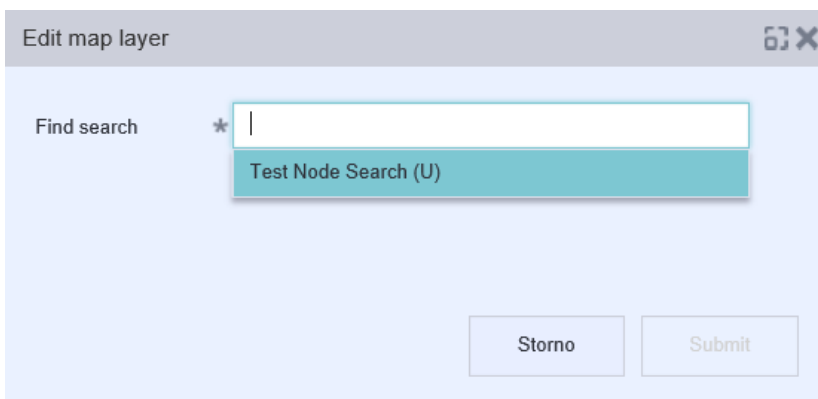 Edit map layer
Find search *
Test Node Search (U)
Storno Submit